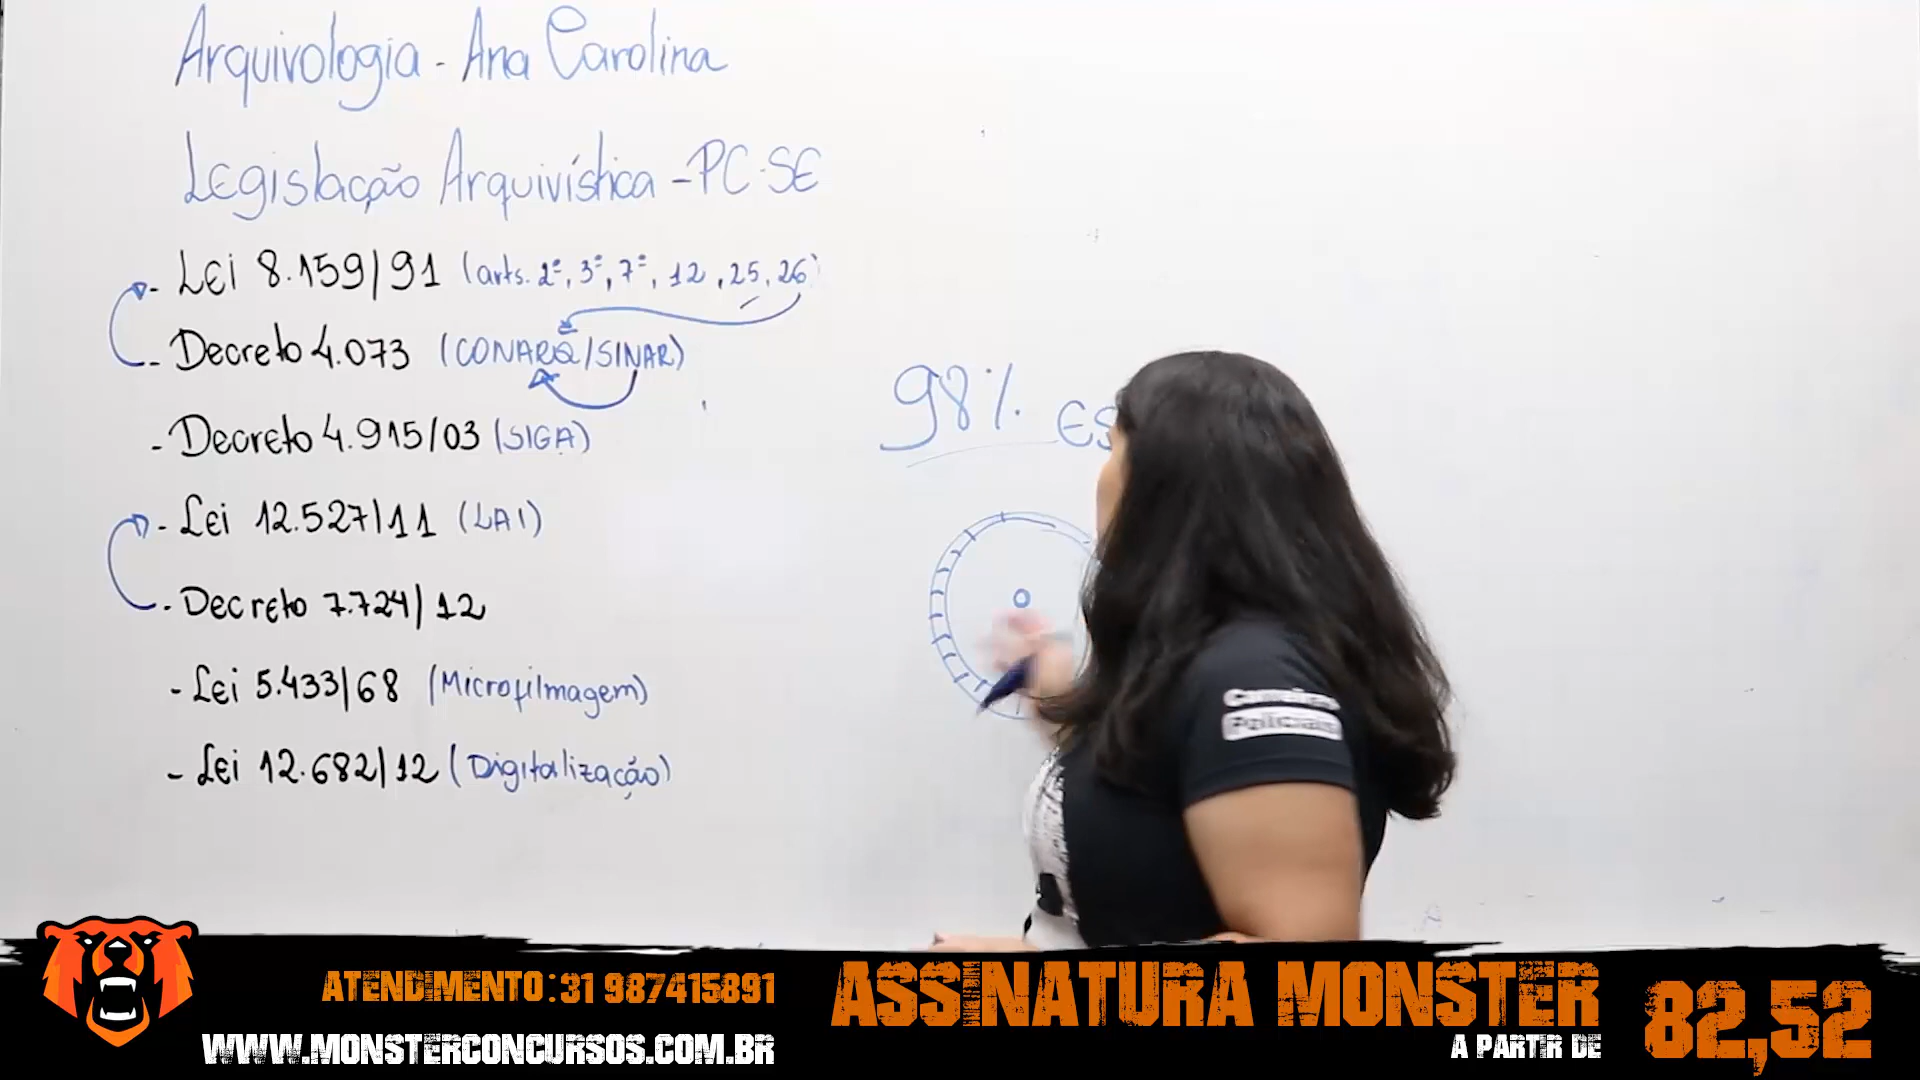 Arquivologia - Ana Carolina
Legislação Arquivística - PC-SE
- Lei 8.159/91 (arts. 2º, 3º, 7º, 12, 25, 26)
- Decreto 4.073 (CONARQ/SINAR)
- Decreto 4.915/03 (SIGA)
- Lei 12.527/11 (LAI)
- Decreto 7.724/12
- Lei 5.433/68 (Microfilmagem)
- Lei 12.682/12 (Digitalização)
98%
Carreiras
Policiais
ATENDIMENTO: 31 987415891
WWW.MONSTERCONCURSOS.COM.BR
ASSINATURA MONSTER
A PARTIR DE
82,52